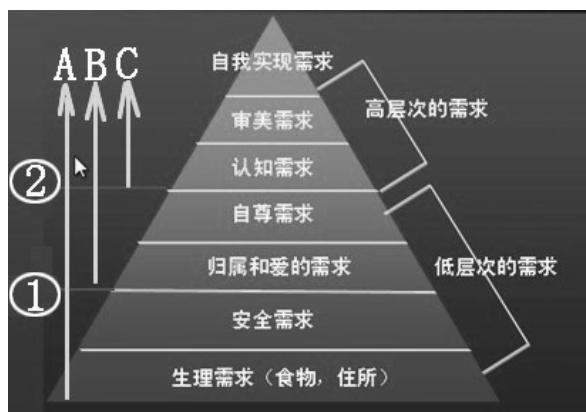 A B C
自我实现需求
审美需求
高层次的需求
认知需求
②
自尊需求
归属和爱的需求
低层次的需求
①
安全需求
生理需求（食物，住所）